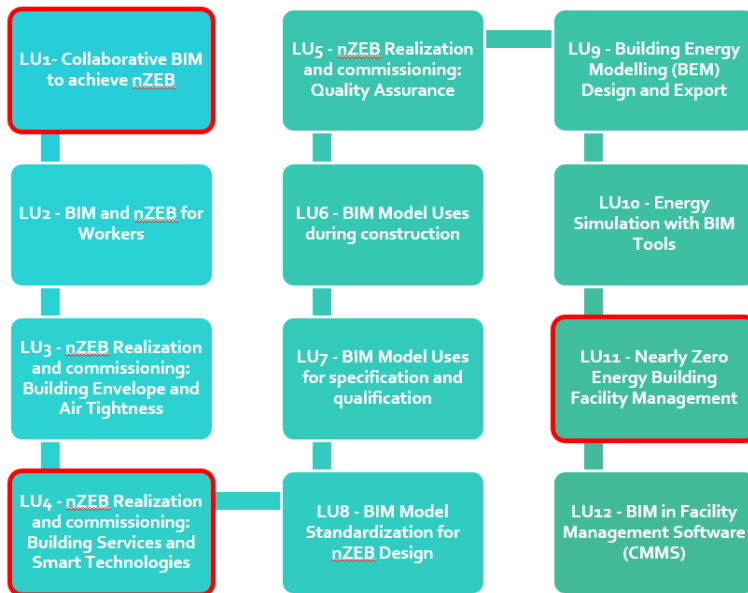 LU1- Collaborative BIM
to achieve nZEB
LU2 - BIM and nZEB for
Workers
LU3 - nZEB Realization
and commissioning:
Building Envelope and
Air Tightness
LU4 - nZEB Realization
and commissioning:
Building Services and
Smart Technologies
LU5 - nZEB Realization
and commissioning:
Quality Assurance
LU6 - BIM Model Uses
during construction
LU7 - BIM Model Uses
for specification and
qualification
LU8 - BIM Model
Standardization for
nZEB Design
LU9 - Building Energy
Modelling (BEM)
Design and Export
LU10 - Energy
Simulation with BIM
Tools
LU11 - Nearly Zero
Energy Building
Facility Management
LU12 - BIM in Facility
Management Software
(CMMS)